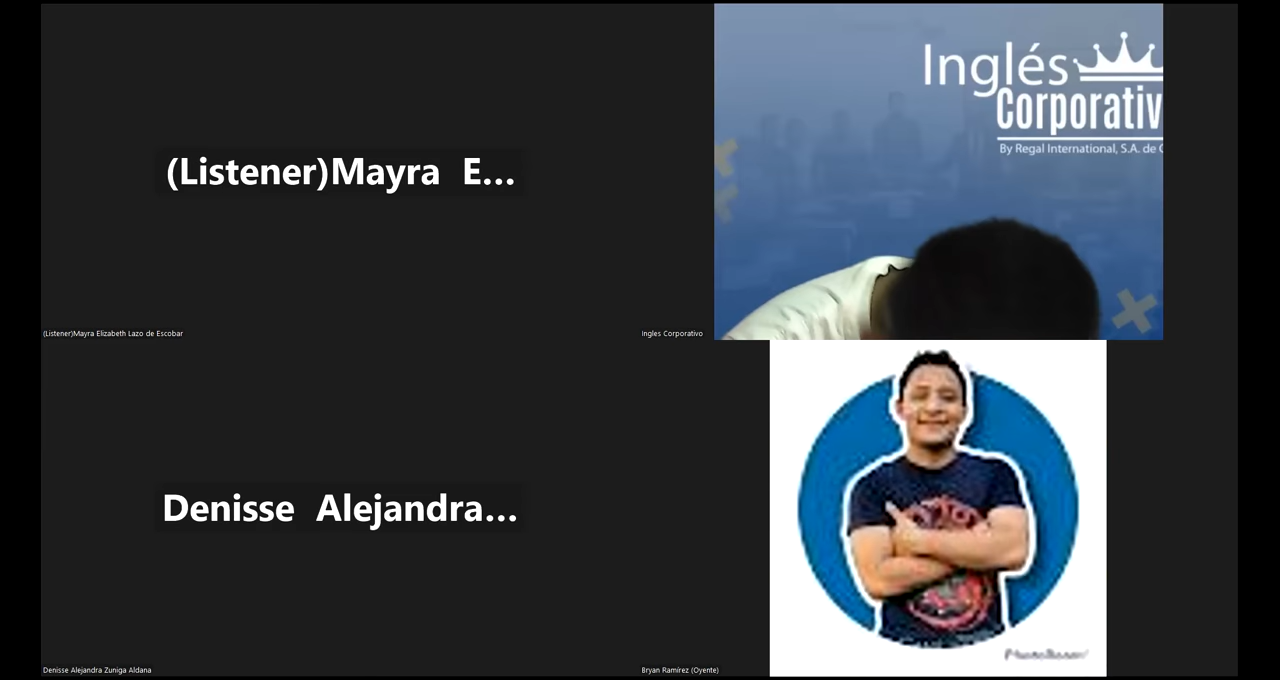 (Listener)Mayra E...
Inglés
Corporativ
By Regal International, S.A. de C
(Listener)Mayra Elizabeth Lazo de Escobar
Ingles Corporativo
Denisse Alejandra...
Denisse Alejandra Zuniga Aldana
Bryan Ramírez (Oyente)